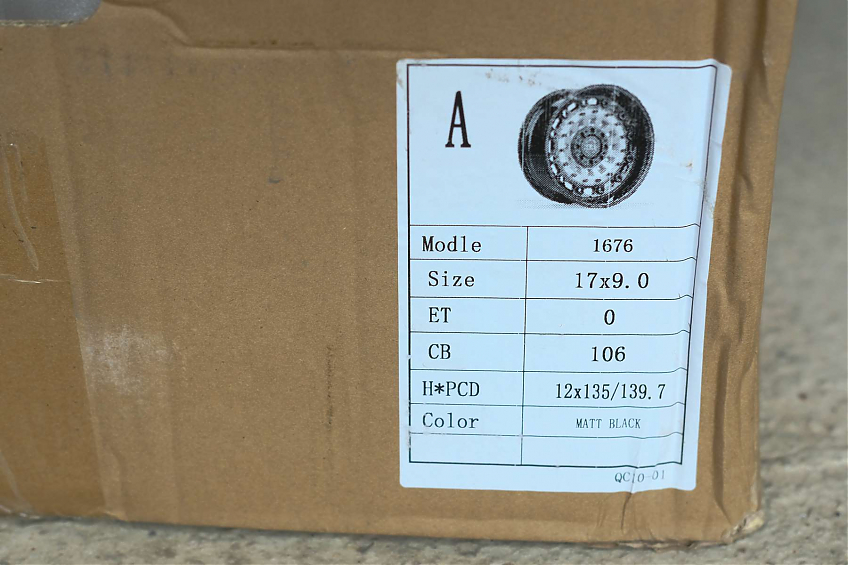 A
Modle 1676
Size 17x9.0
ET 0
CB 106
H*PCD 12x135/139.7
Color MATT BLACK
QC10-01